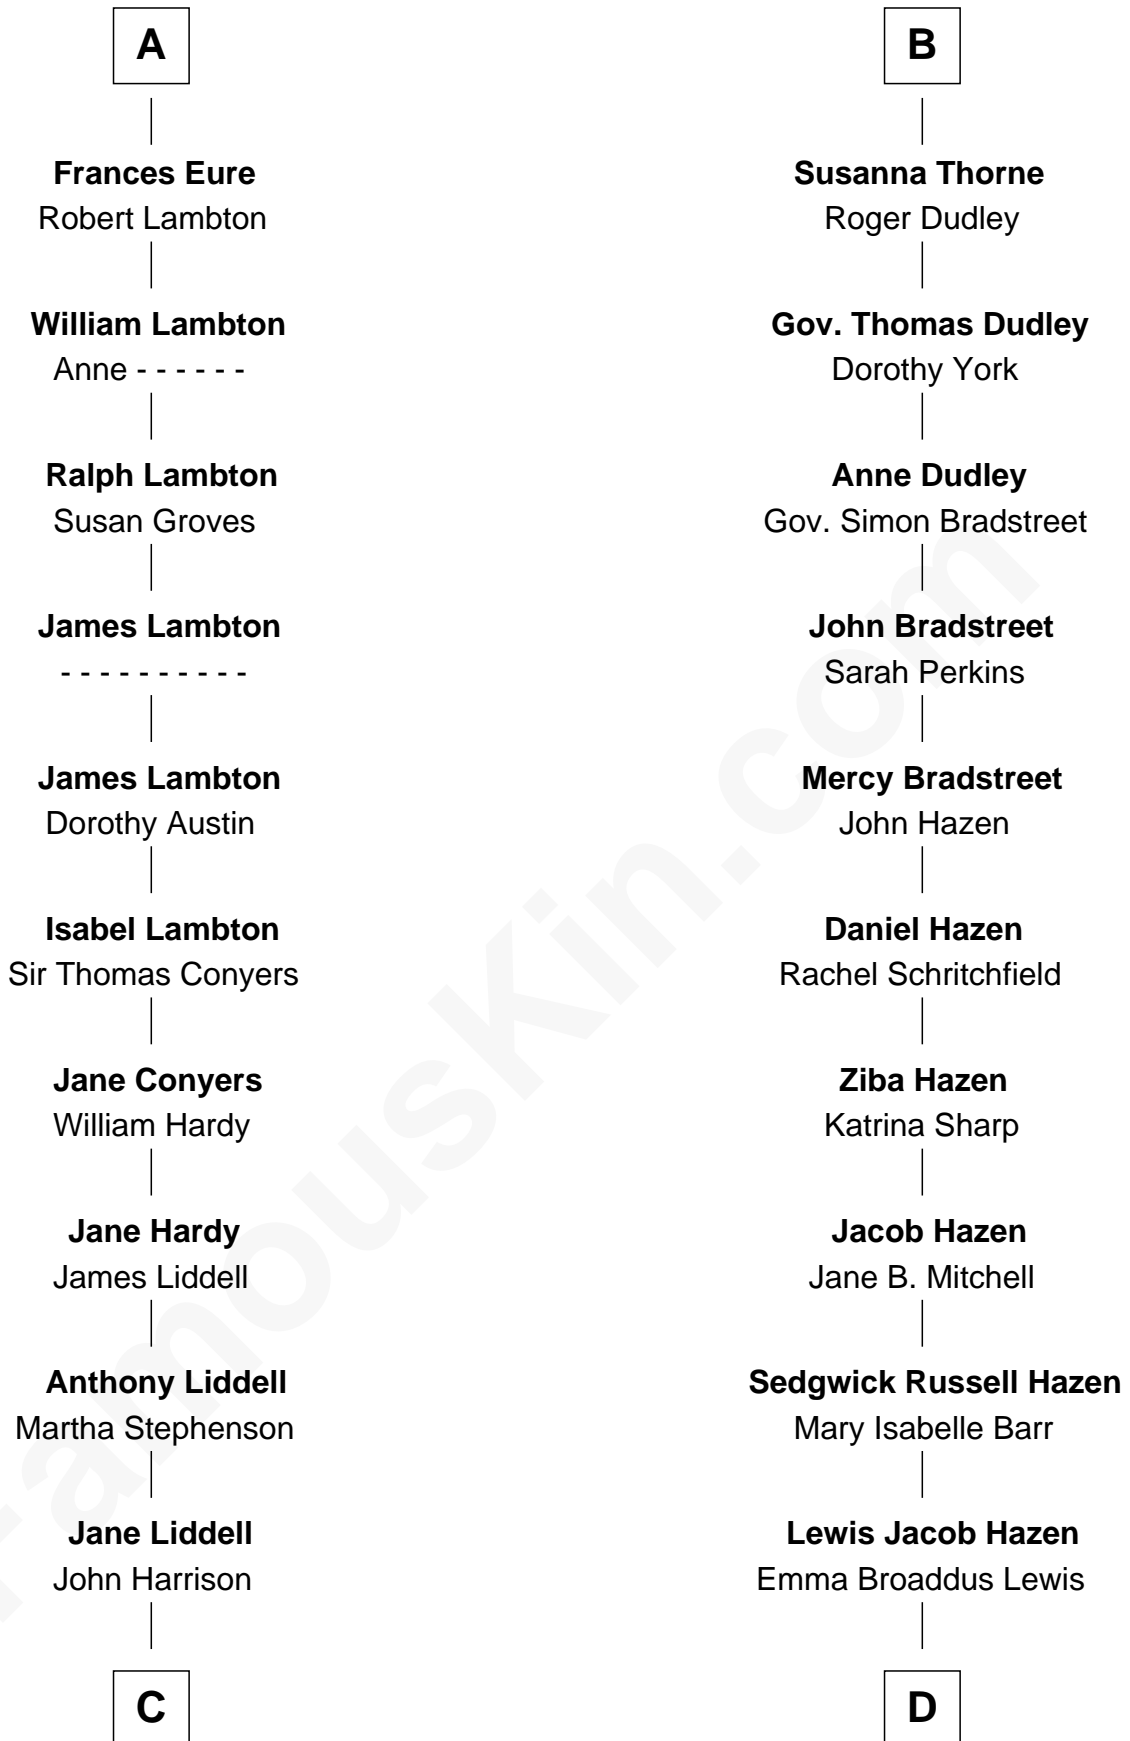 A
Frances Eure
Robert Lambton
William Lambton
Anne - - - - - -
Ralph Lambton
Susan Groves
James Lambton
- - - - - - - - - -
James Lambton
Dorothy Austin
Isabel Lambton
Sir Thomas Conyers
Jane Conyers
William Hardy
Jane Hardy
James Liddell
Anthony Liddell
Martha Stephenson
Jane Liddell
John Harrison
C
B
Susanna Thorne
Roger Dudley
Gov. Thomas Dudley
Dorothy York
Anne Dudley
Gov. Simon Bradstreet
John Bradstreet
Sarah Perkins
Mercy Bradstreet
John Hazen
Daniel Hazen
Rachel Schritchfield
Ziba Hazen
Katrina Sharp
Jacob Hazen
Jane B. Mitchell
Sedgwick Russell Hazen
Mary Isabelle Barr
Lewis Jacob Hazen
Emma Broaddus Lewis
D
FamousKin.com